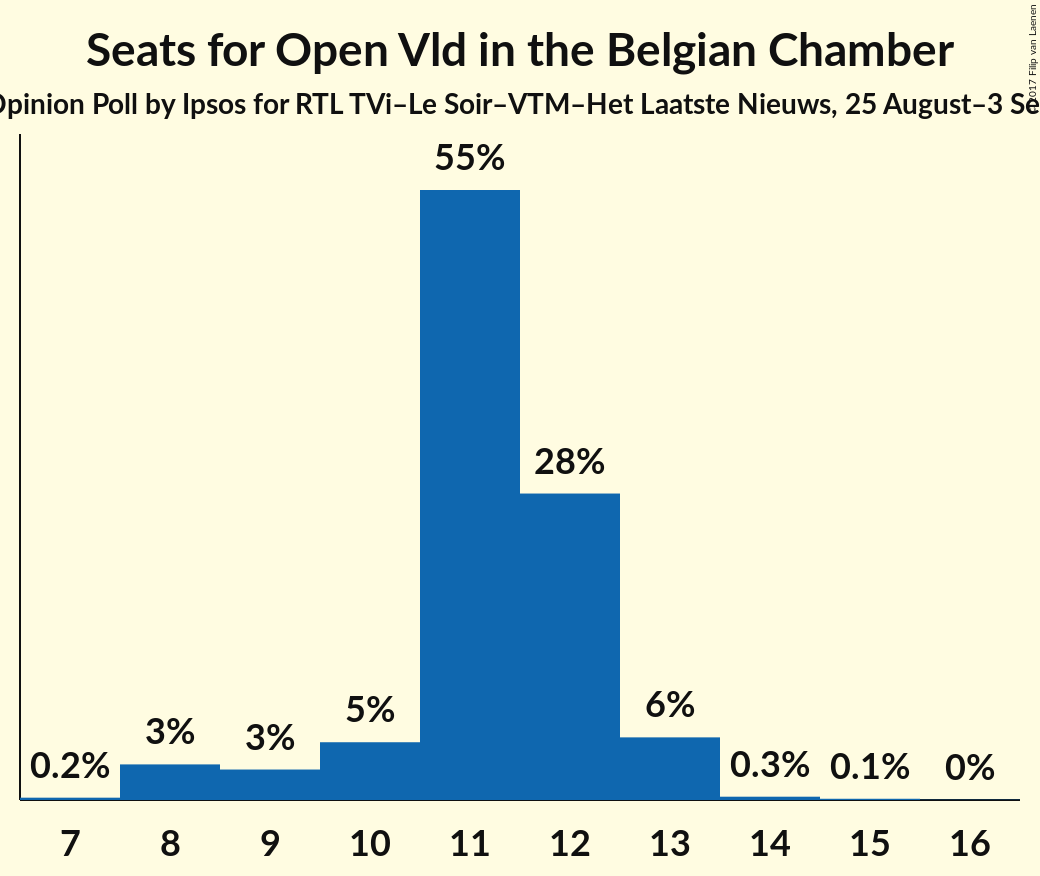 Seats for Open Vld in the Belgian Chamber
Opinion Poll by Ipsos for RTL TVi–Le Soir–VTM–Het Laatste Nieuws, 25 August–3 Se
2017 Filip van Laenen
55%
28%
6%
5%
3%
3%
0.2%
0.3%
0.1%
0%
7 8 9 10 11 12 13 14 15 16